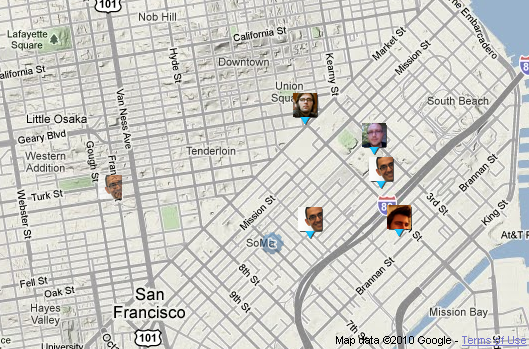 101
Nob Hill
Lafayette
Square
California St
The Embarcadero
Market St
Mission St
California St
Hyde St
Downtown
Kearny St
80
Van Ness Ave
Union
Square
South Beach
Little Osaka
Geary Blvd
Western
Addition
Gough St
Tenderloin
Brannan St
Turk St
Webster St
Mission St
3rd St
King St
SoMa
AT&T P
8th St
Fell St
Oak St
9th St
Brannan St
San
Francisco
Hayes
Valley
Mission Bay
7th St
101
Map data ©2010 Google - Terms of Use